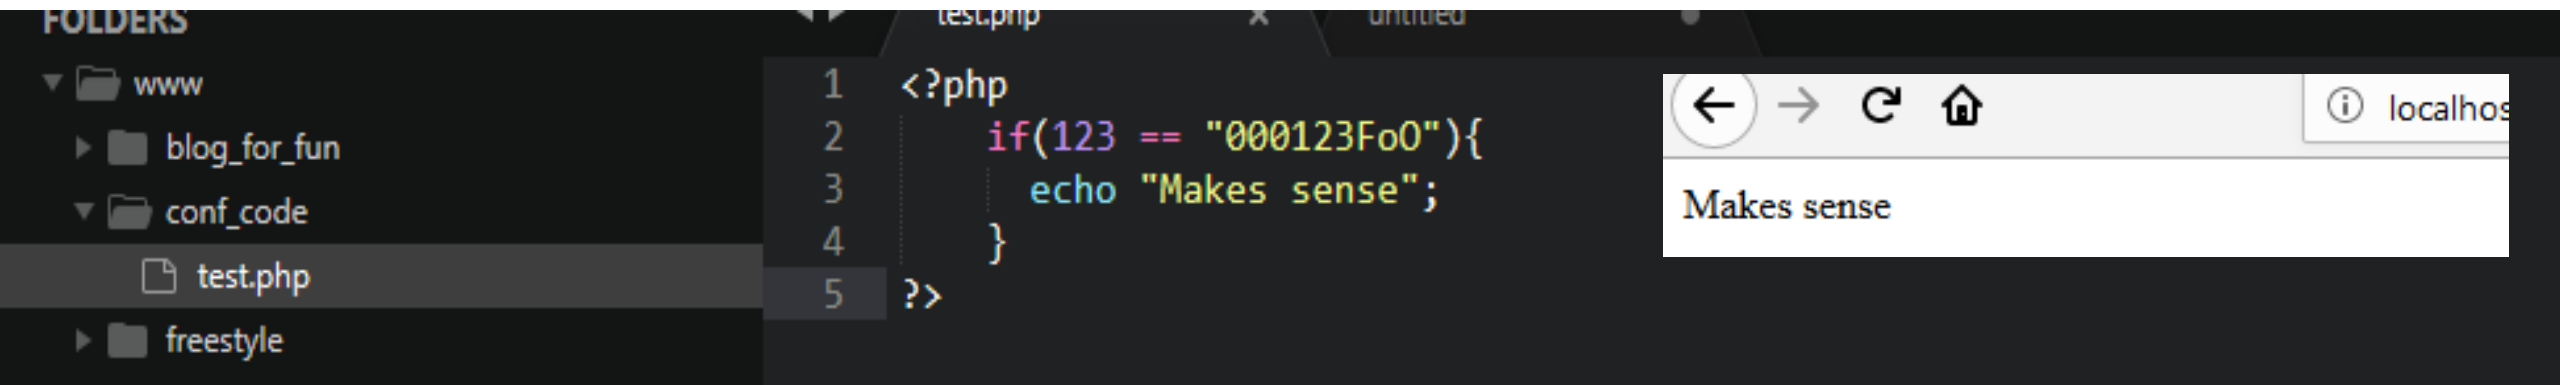 FOLDERS
www
blog_for_fun
conf_code
test.php
freestyle
test.php x untitled
1 <?php
2 if(123 == "000123FoO"){
3 echo "Makes sense";
4 }
5 ?>
localhos
Makes sense